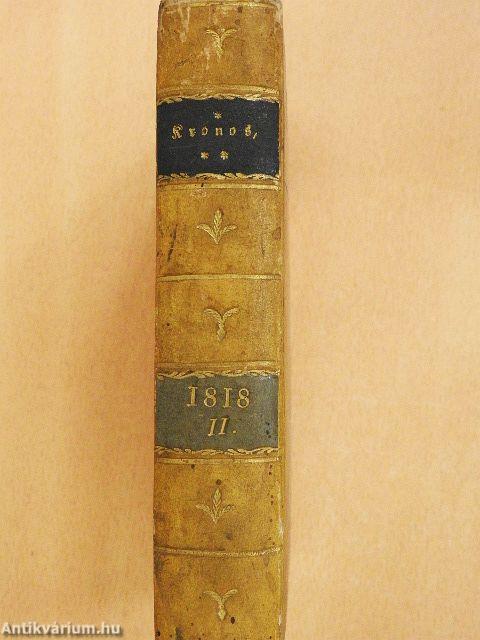 Kronos,
1818
II.
Antikvárium.hu